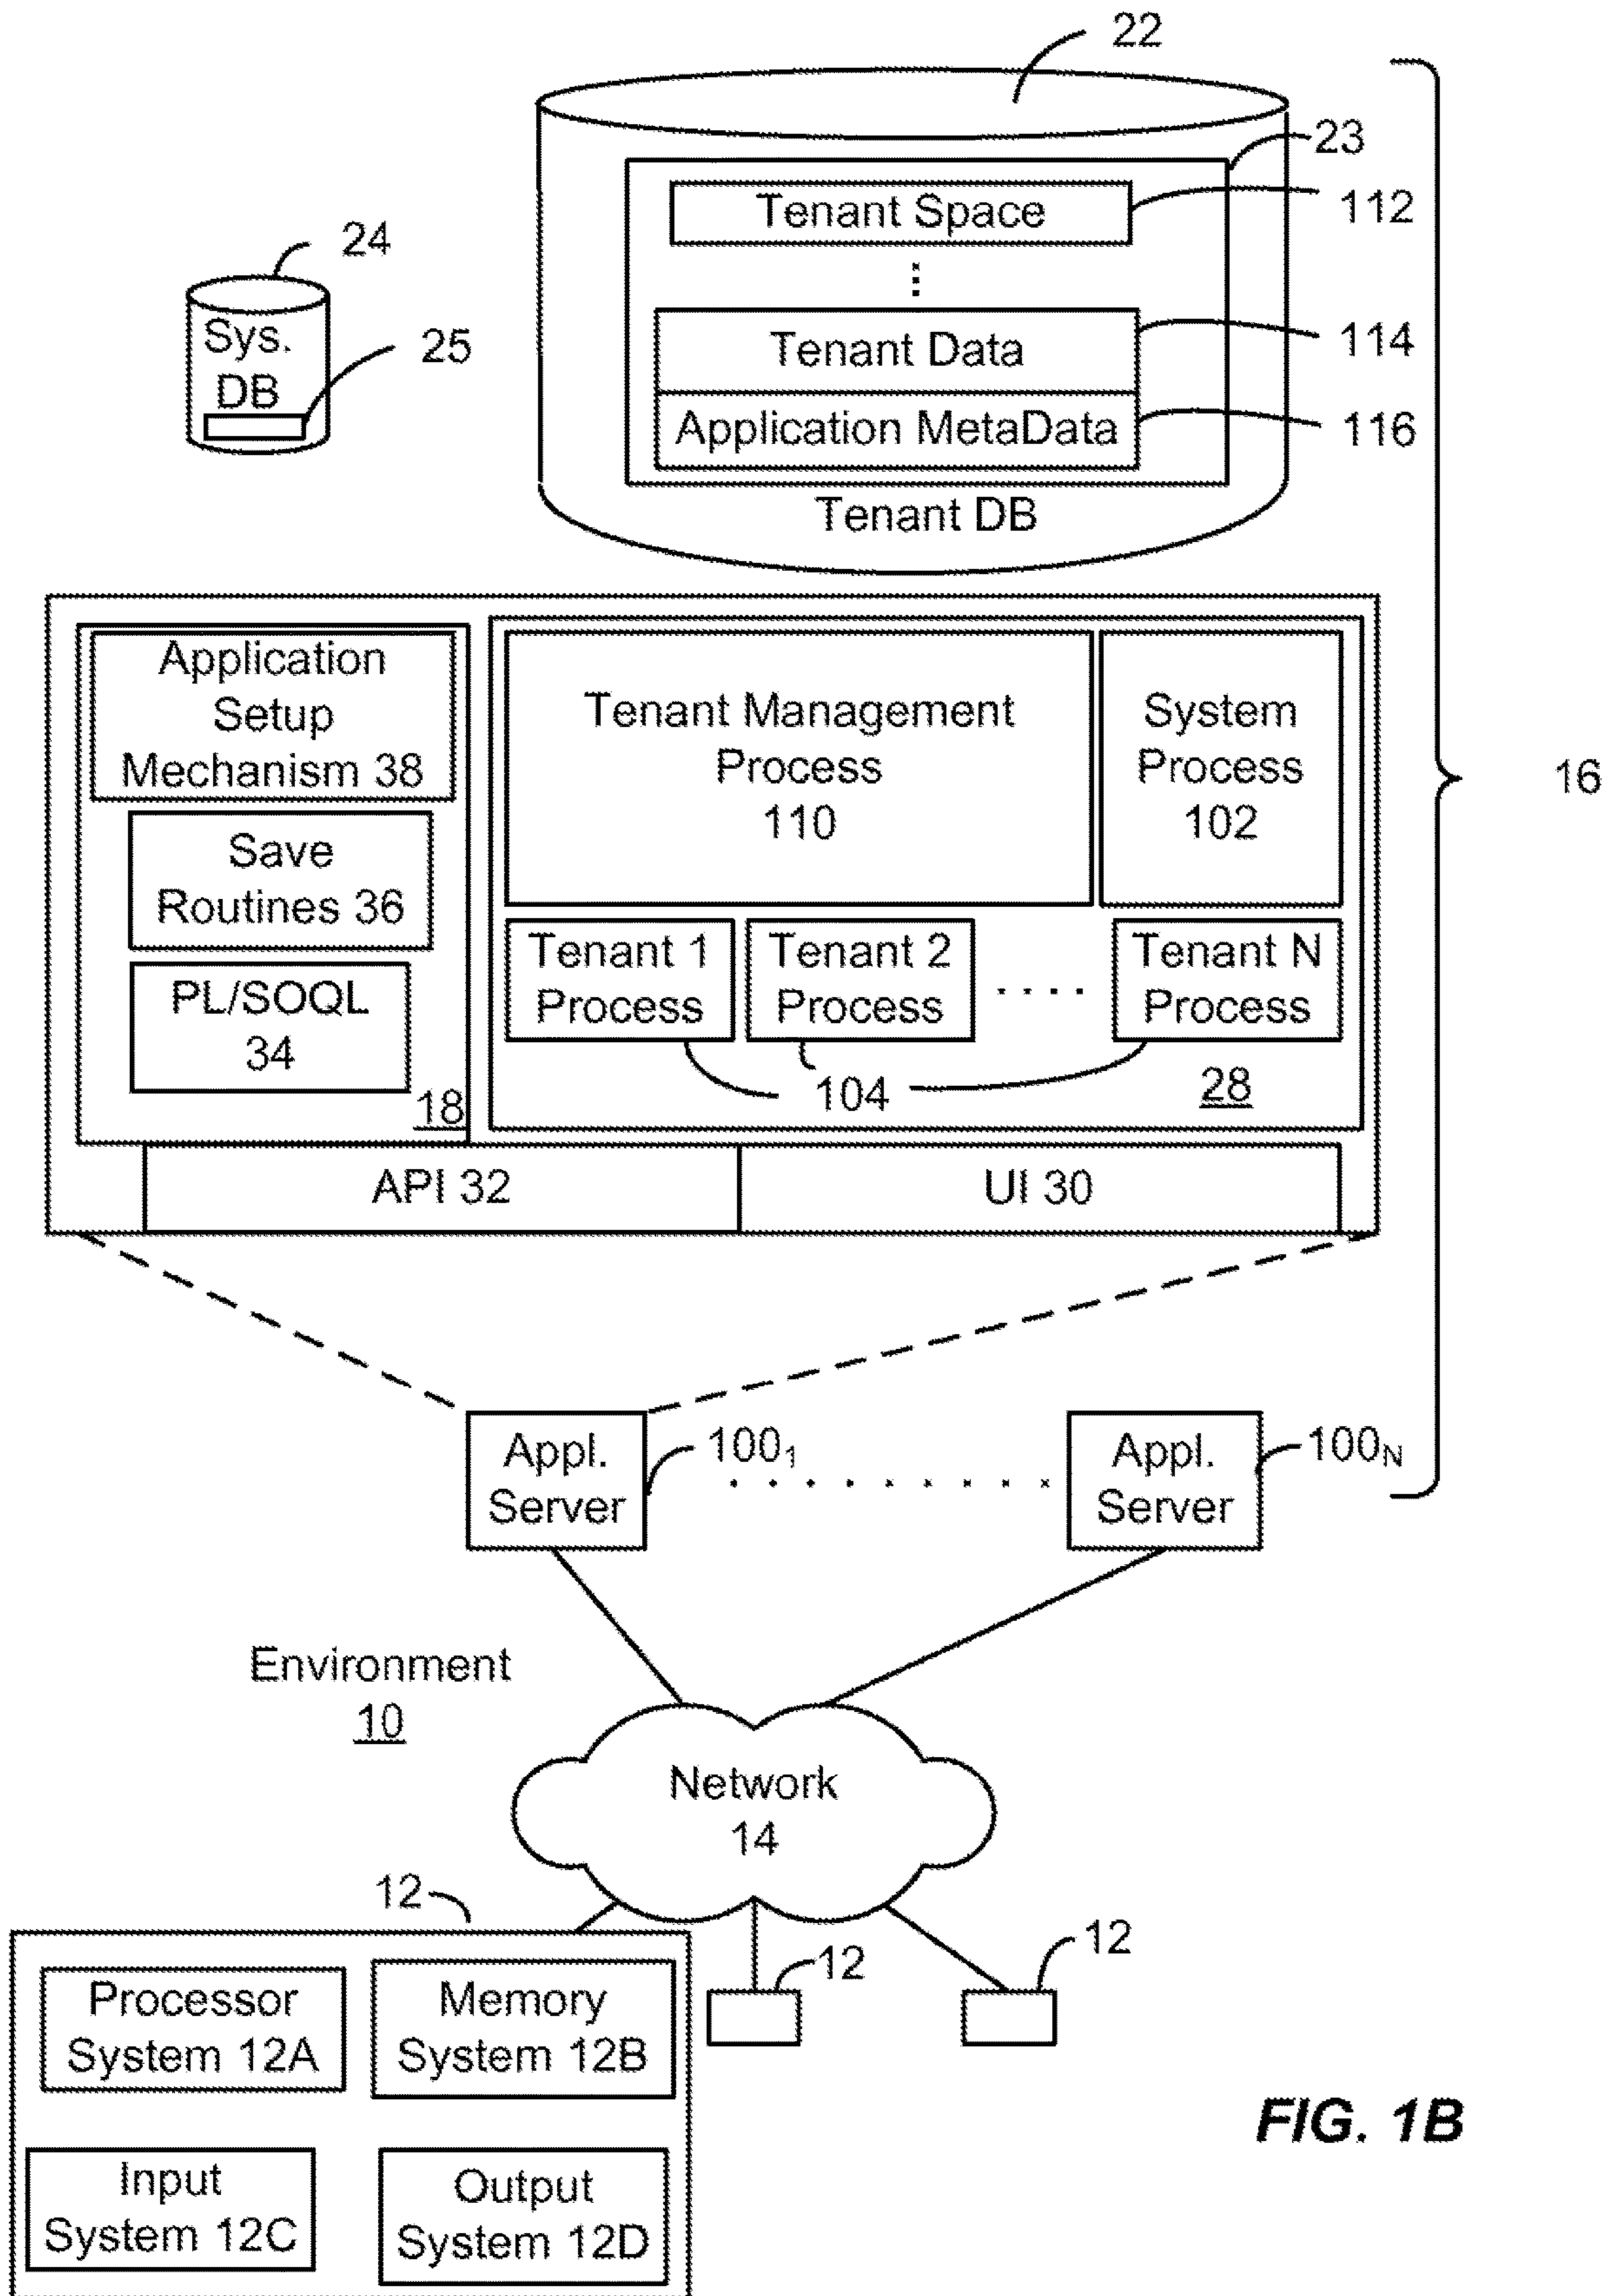 22
23
Tenant Space
112
24
Tenant Data
114
Sys.
DB
25
Application MetaData
116
Tenant DB
Application
Setup
Mechanism 38
Tenant Management
Process
110
System
Process
102
16
Save
Routines 36
Tenant 1
Process
Tenant 2
Process
Tenant N
Process
PL/SOQL
34
104
28
18
API 32
UI 30
Appl.
Server
100₁
Appl.
Server
100N
Environment
10
Network
14
12
12
12
Processor
System 12A
Memory
System 12B
Input
System 12C
Output
System 12D
FIG. 1B